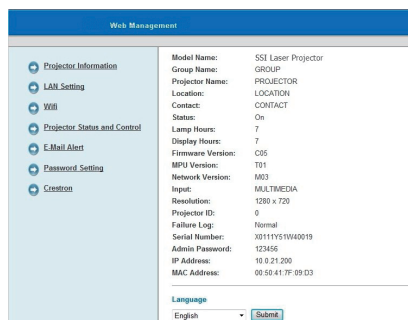 Web Management
Projector Information
LAN Setting
Wifi
Projector Status and Control
E-Mail Alert
Password Setting
Crestron
Model Name: SSI Laser Projector
Group Name: GROUP
Projector Name: PROJECTOR
Location: LOCATION
Contact: CONTACT
Status: On
Lamp Hours: 7
Display Hours: 7
Firmware Version: C05
MPU Version: T01
Network Version: M03
Input: MULTIMEDIA
Resolution: 1280 x 720
Projector ID: 0
Failure Log: Normal
Serial Number: X0111Y51W40019
Admin Password: 123456
IP Address: 10.0.21.200
MAC Address: 00:50:41:7F:09:D3
Language
English Submit